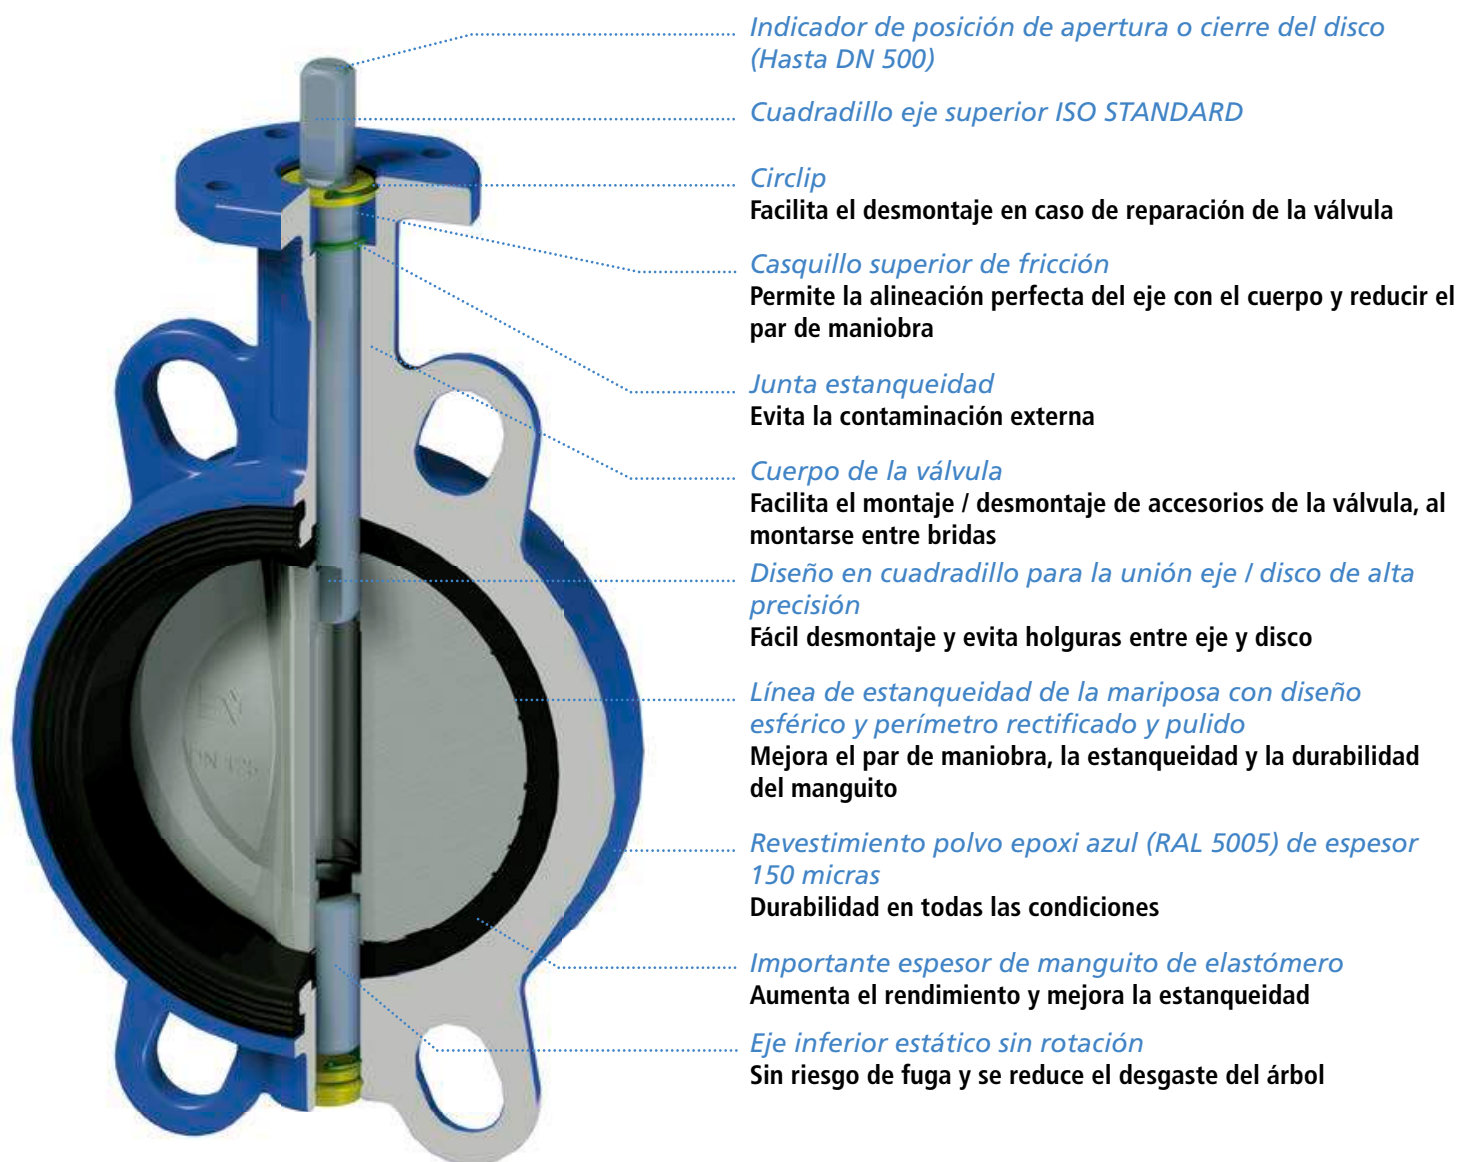 Indicador de posición de apertura o cierre del disco
(Hasta DN 500)
Cuadradillo eje superior ISO STANDARD
Circlip
Facilita el desmontaje en caso de reparación de la válvula
Casquillo superior de fricción
Permite la alineación perfecta del eje con el cuerpo y reducir el
par de maniobra
Junta estanqueidad
Evita la contaminación externa
Cuerpo de la válvula
Facilita el montaje / desmontaje de accesorios de la válvula, al
montarse entre bridas
Diseño en cuadradillo para la unión eje / disco de alta
precisión
Fácil desmontaje y evita holguras entre eje y disco
Línea de estanqueidad de la mariposa con diseño
esférico y perímetro rectificado y pulido
Mejora el par de maniobra, la estanqueidad y la durabilidad
del manguito
Revestimiento polvo epoxi azul (RAL 5005) de espesor
150 micras
Durabilidad en todas las condiciones
Importante espesor de manguito de elastómero
Aumenta el rendimiento y mejora la estanqueidad
Eje inferior estático sin rotación
Sin riesgo de fuga y se reduce el desgaste del árbol
DN 125